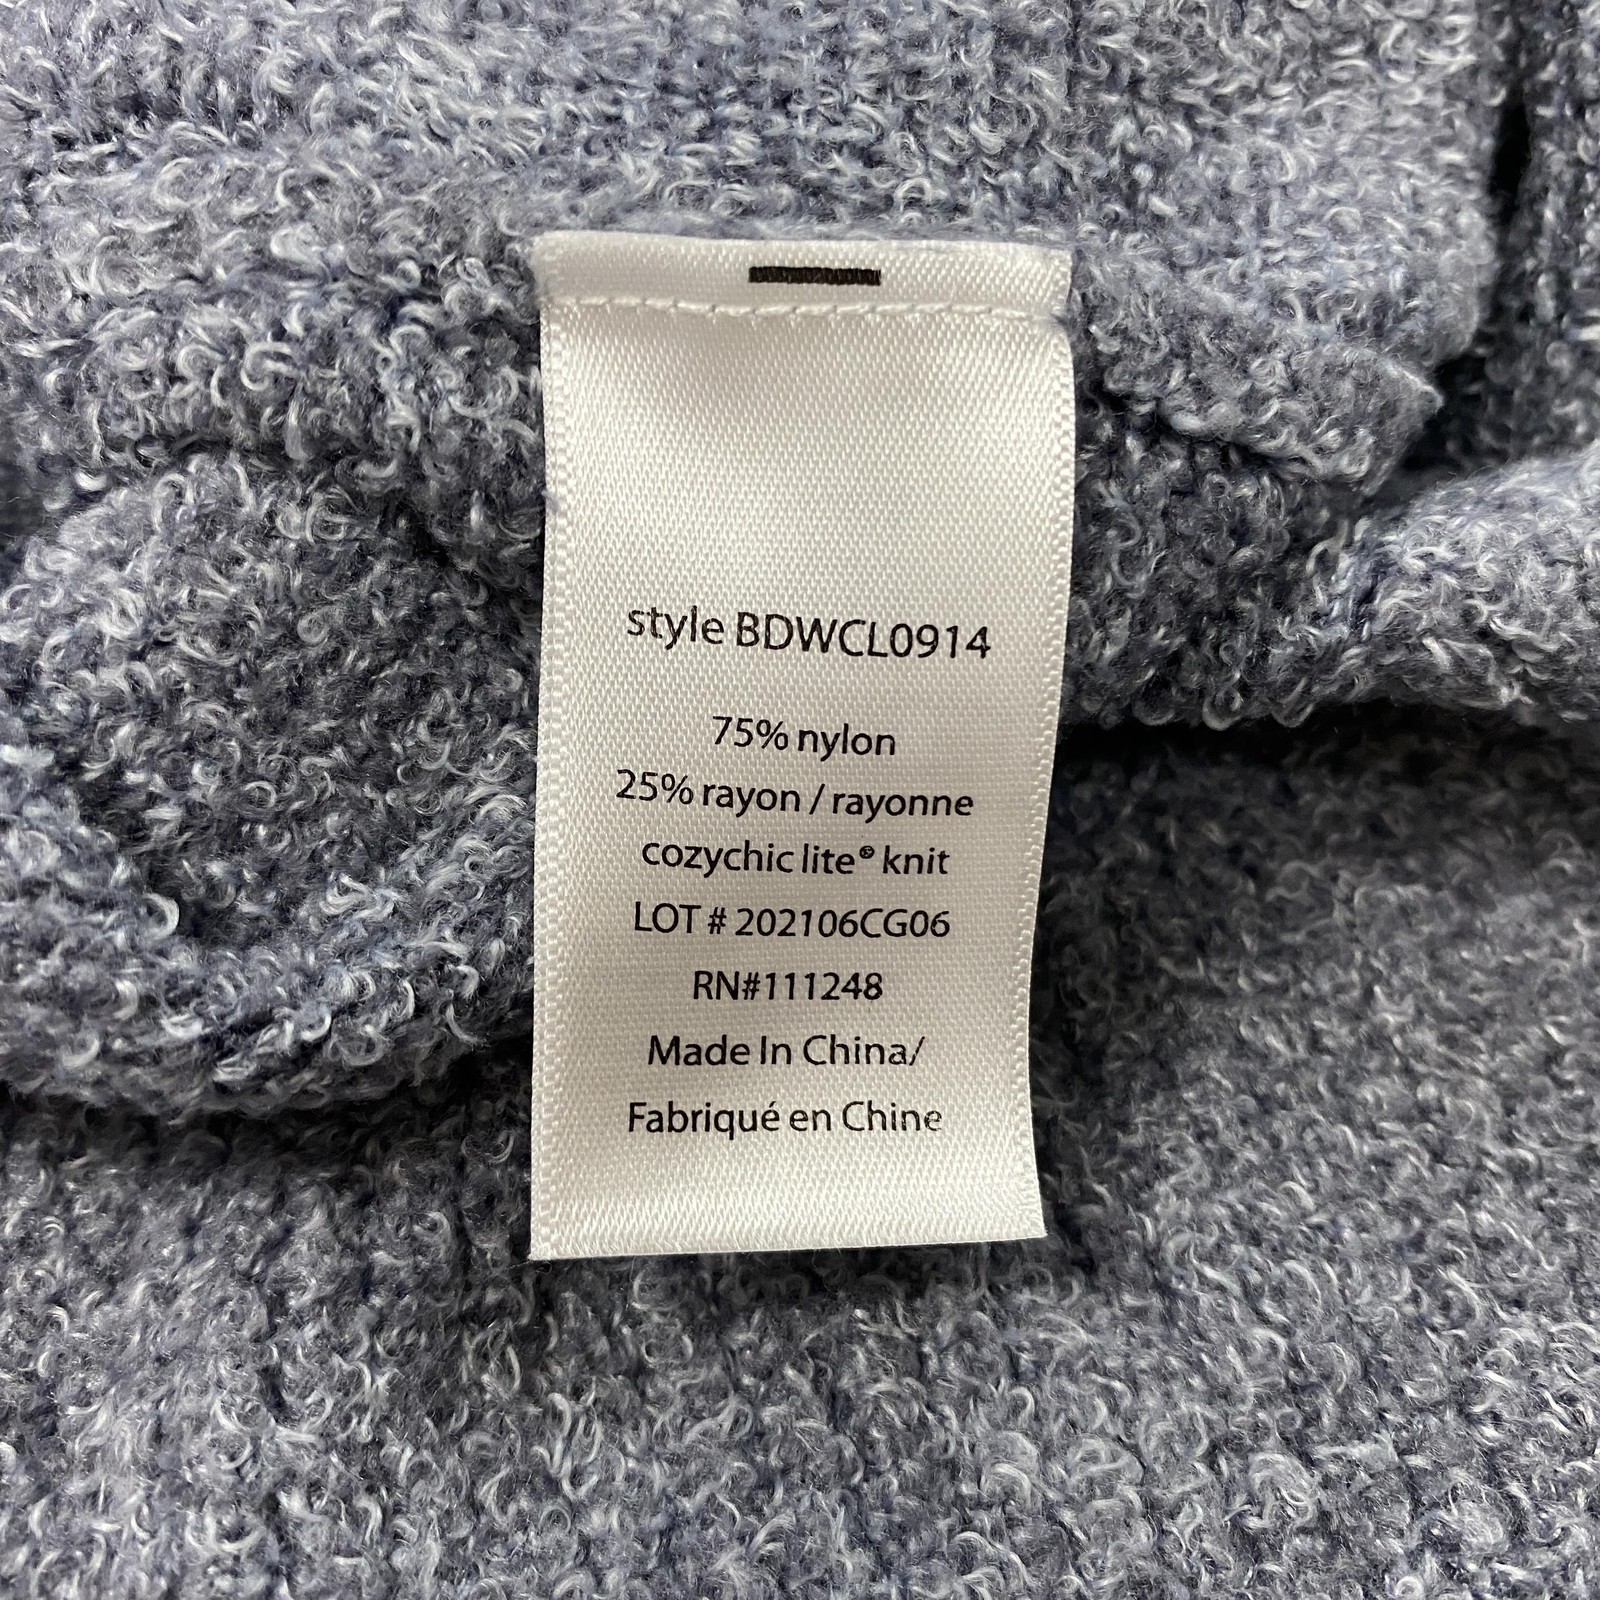 style BDWCL0914
75% nylon
25% rayon / rayonne
cozychic lite® knit
LOT # 202106CG06
RN#111248
Made In China/
Fabriqué en Chine